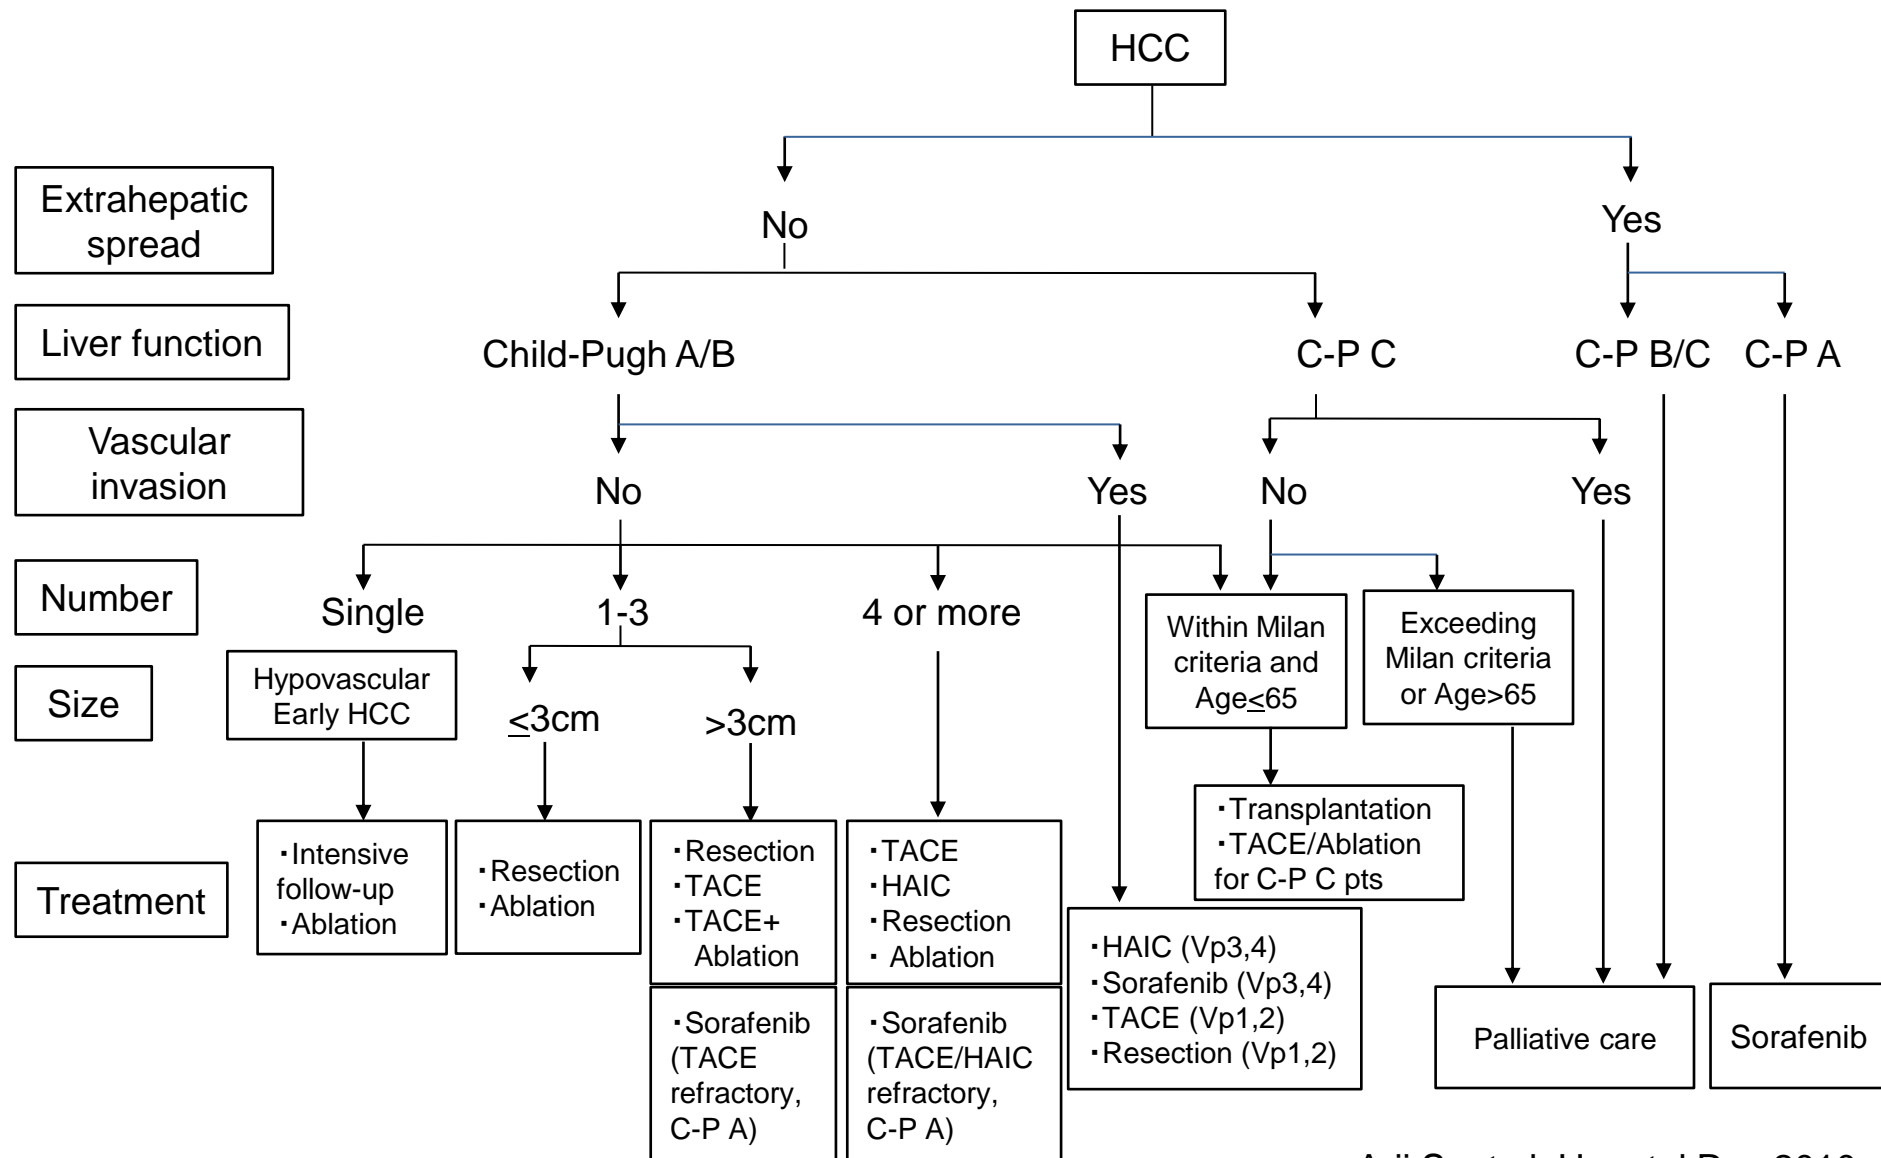 HCC
Extrahepatic
spread
No
Yes
Liver function
Child-Pugh A/B
C-P C
C-P B/C
C-P A
Vascular
invasion
No
Yes
No
Yes
Number
Single
1-3
4 or more
Within Milan
criteria and
Age≤65
Exceeding
Milan criteria
or Age>65
Size
Hypovascular
Early HCC
≤3cm
>3cm
Treatment
・Intensive
follow-up
・Ablation
・Resection
・Ablation
・Resection
・TACE
・TACE+
Ablation
・Sorafenib
(TACE
refractory,
C-P A)
・TACE
・HAIC
・Resection
・ Ablation
・Sorafenib
(TACE/HAIC
refractory,
C-P A)
・HAIC (Vp3,4)
・Sorafenib (Vp3,4)
・TACE (Vp1,2)
・Resection (Vp1,2)
・Transplantation
・TACE/Ablation
for C-P C pts
Palliative care
Sorafenib